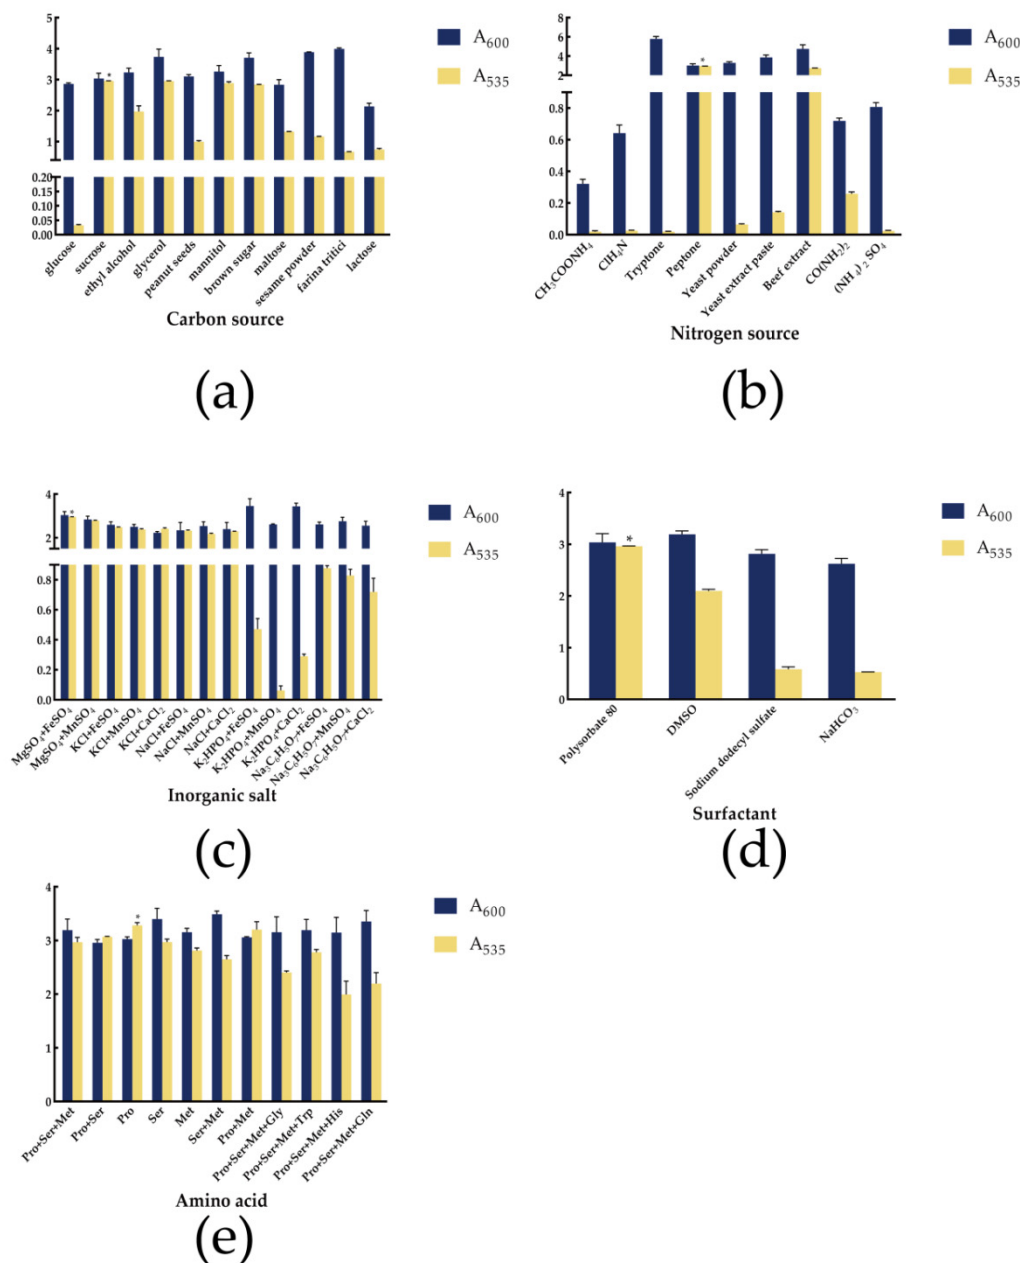 5
4
3
2
1
0.20
0.15
0.10
0.05
0.00
*
A600
A535
glucose
sucrose
ethyl alcohol
glycerol
peanut seeds
mannitol
brown sugar
maltose
sesame powder
farina tritici
lactose
Carbon source
(a)
8
6
4
2
0.8
0.6
0.4
0.2
0.0
*
A600
A535
CH3COONH4
ClH4N
Tryptone
Peptone
Yeast powder
Yeast extract paste
Beef extract
CO(NH2)2
(NH4)2 SO4
Nitrogen source
(b)
4
2
0.8
0.6
0.4
0.2
0.0
*
A600
A535
MgSO4+FeSO4
MgSO4+MnSO4
KCl+FeSO4
KCl+MnSO4
KCl+CaCl2
NaCl+FeSO4
NaCl+MnSO4
NaCl+CaCl2
K2HPO4+FeSO4
K2HPO4+MnSO4
K2HPO4+CaCl2
Na3C6H5O7+FeSO4
Na3C6H5O7+MnSO4
Na3C6H5O7+CaCl2
Inorganic salt
(c)
4
3
2
1
0
*
A600
A535
Polysorbate 80
DMSO
Sodium dodecyl sulfate
NaHCO3
Surfactant
(d)
4
3
2
1
0
*
A600
A535
Pro+Ser+Met
Pro+Ser
Pro
Ser
Met
Ser+Met
Pro+Met
Pro+Ser+Met+Gly
Pro+Ser+Met+Trp
Pro+Ser+Met+His
Pro+Ser+Met+Gln
Amino acid
(e)